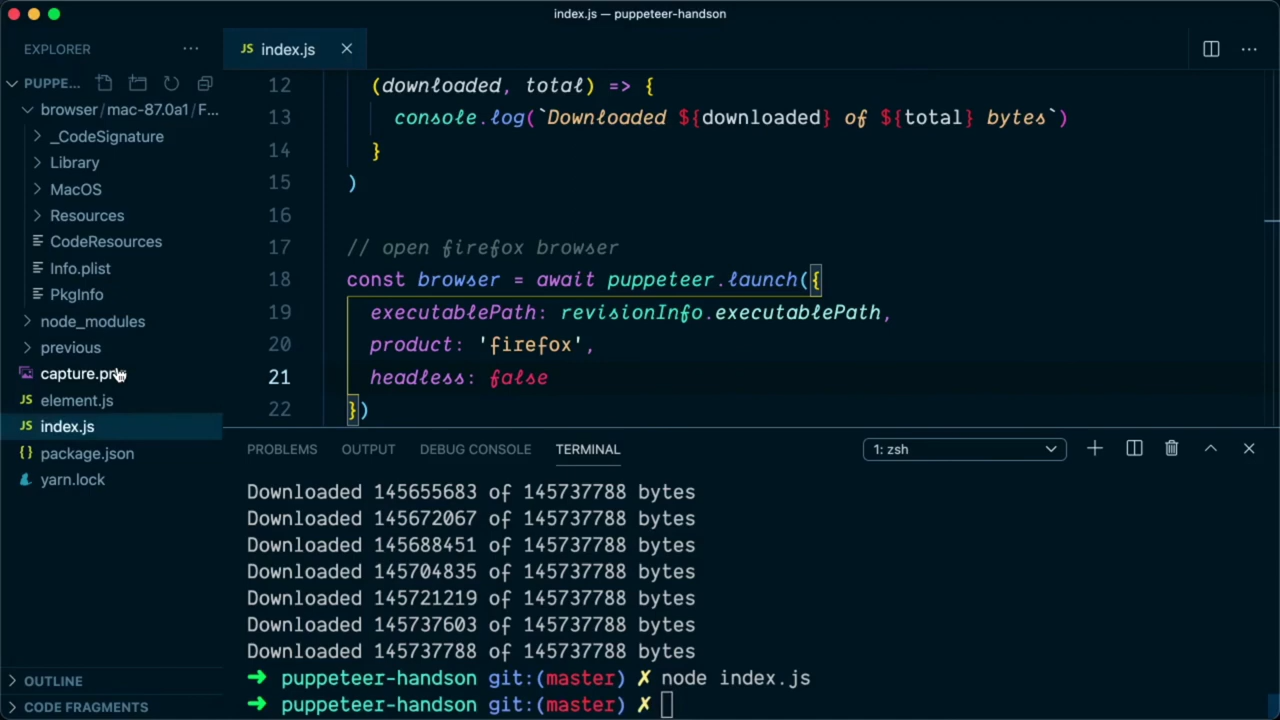 index.js — puppeteer-handson
EXPLORER
JS index.js
PUPPE...
browser/mac-87.0a1/F...
_CodeSignature
Library
MacOS
Resources
CodeResources
Info.plist
PkgInfo
node_modules
previous
capture.png
JS element.js
JS index.js
{} package.json
yarn.lock
OUTLINE
CODE FRAGMENTS
12 (downloaded, total) => {
13 console.log(`Downloaded ${downloaded} of ${total} bytes`)
14 }
15 )
16
17 // open firefox browser
18 const browser = await puppeteer.launch({
19 executablePath: revisionInfo.executablePath,
20 product: 'firefox',
21 headless: false
22 })
PROBLEMS OUTPUT DEBUG CONSOLE TERMINAL 1: zsh
Downloaded 145655683 of 145737788 bytes
Downloaded 145672067 of 145737788 bytes
Downloaded 145688451 of 145737788 bytes
Downloaded 145704835 of 145737788 bytes
Downloaded 145721219 of 145737788 bytes
Downloaded 145737603 of 145737788 bytes
Downloaded 145737788 of 145737788 bytes
➜ puppeteer-handson git:(master) ✗ node index.js
➜ puppeteer-handson git:(master) ✗